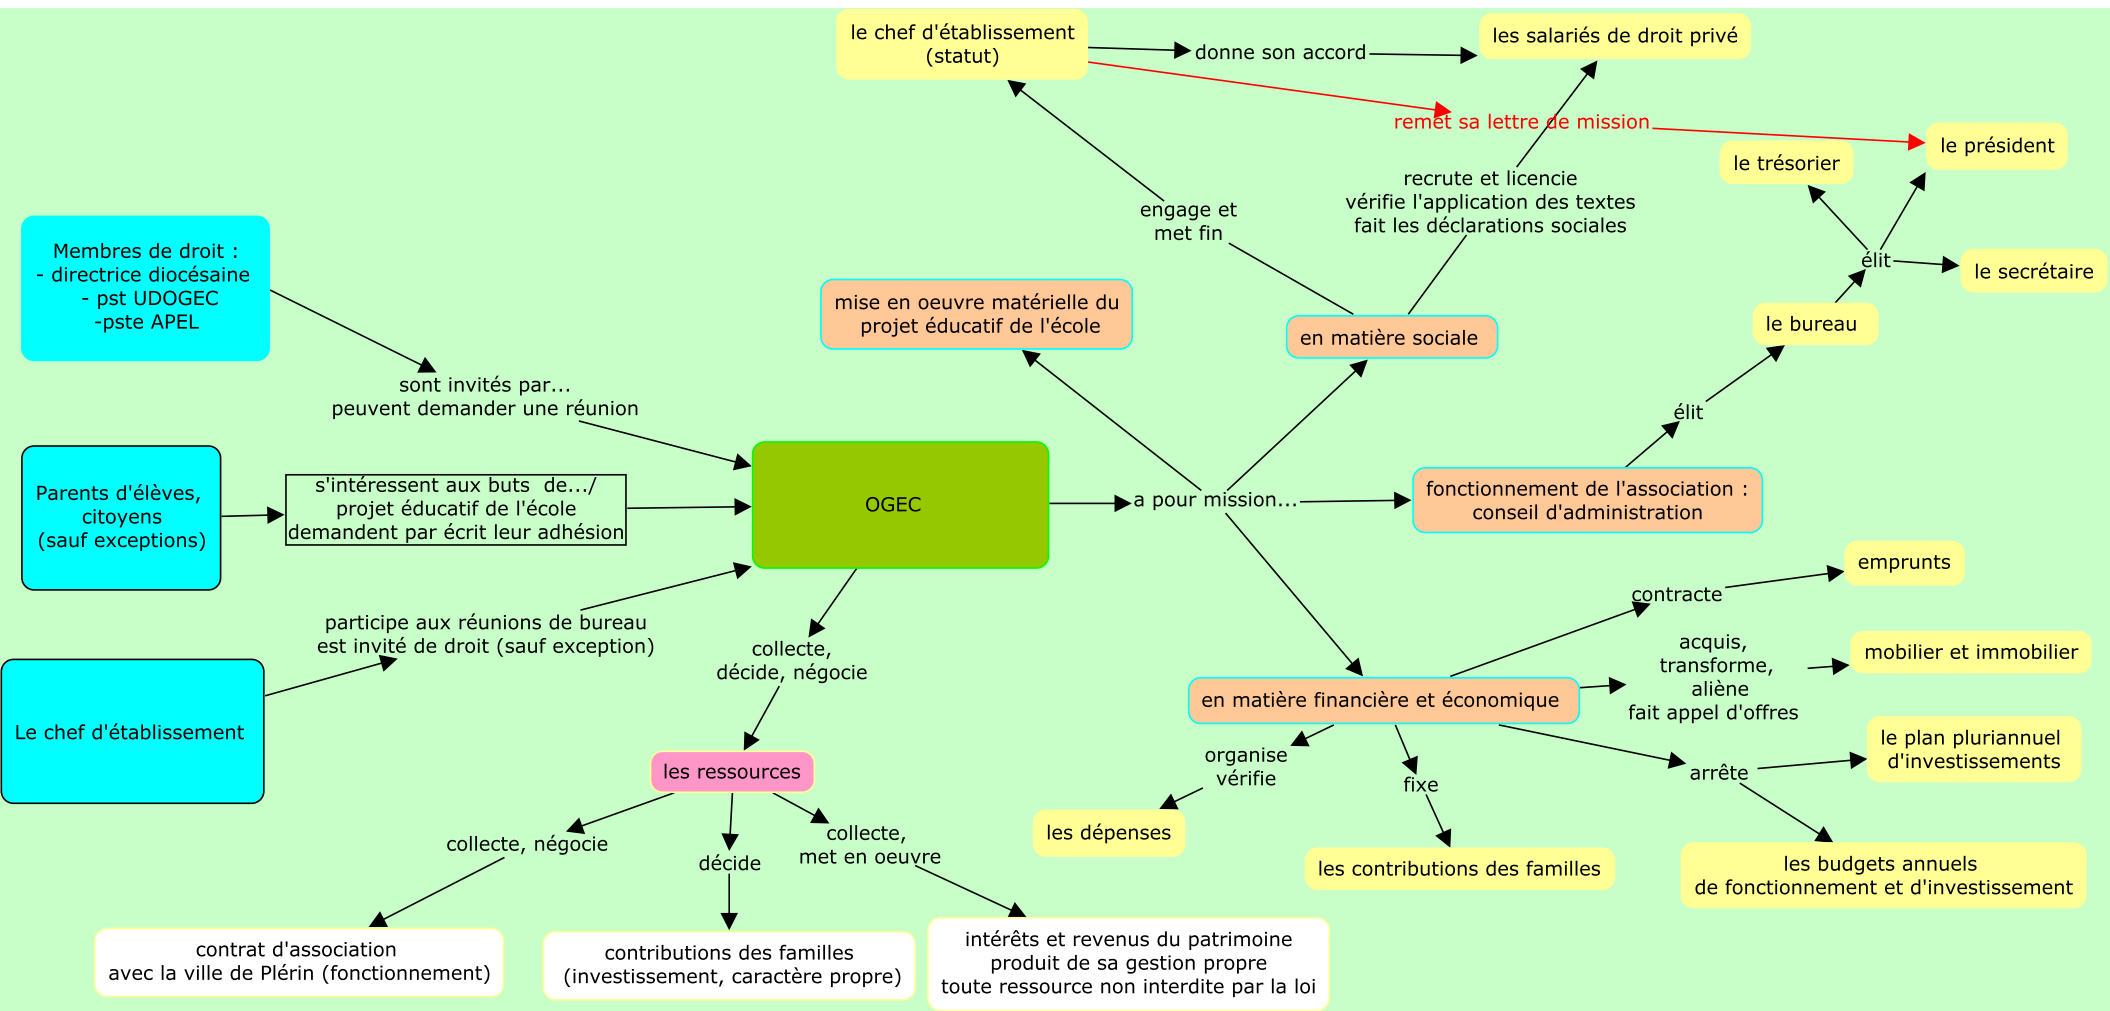 le chef d'établissement
(statut)
donne son accord
les salariés de droit privé
remet sa lettre de mission
le président
le trésorier
recrute et licencie
vérifie l'application des textes
fait les déclarations sociales
engage et
met fin
élit
le secrétaire
Membres de droit :
- directrice diocésaine
- pst UDOGEC
-pste APEL
mise en oeuvre matérielle du
projet éducatif de l'école
en matière sociale
le bureau
sont invités par...
peuvent demander une réunion
élit
Parents d'élèves,
citoyens
(sauf exceptions)
s'intéressent aux buts  de.../
projet éducatif de l'école
demandent par écrit leur adhésion
OGEC
a pour mission...
fonctionnement de l'association :
conseil d'administration
emprunts
contracte
participe aux réunions de bureau
est invité de droit (sauf exception)
collecte,
décide, négocie
acquis,
transforme,
aliène
fait appel d'offres
mobilier et immobilier
Le chef d'établissement
en matière financière et économique
organise
vérifie
fixe
arrête
le plan pluriannuel
d'investissements
les ressources
les dépenses
les contributions des familles
les budgets annuels
de fonctionnement et d'investissement
collecte, négocie
décide
collecte,
met en oeuvre
contrat d'association
avec la ville de Plérin (fonctionnement)
contributions des familles
(investissement, caractère propre)
intérêts et revenus du patrimoine
produit de sa gestion propre
toute ressource non interdite par la loi